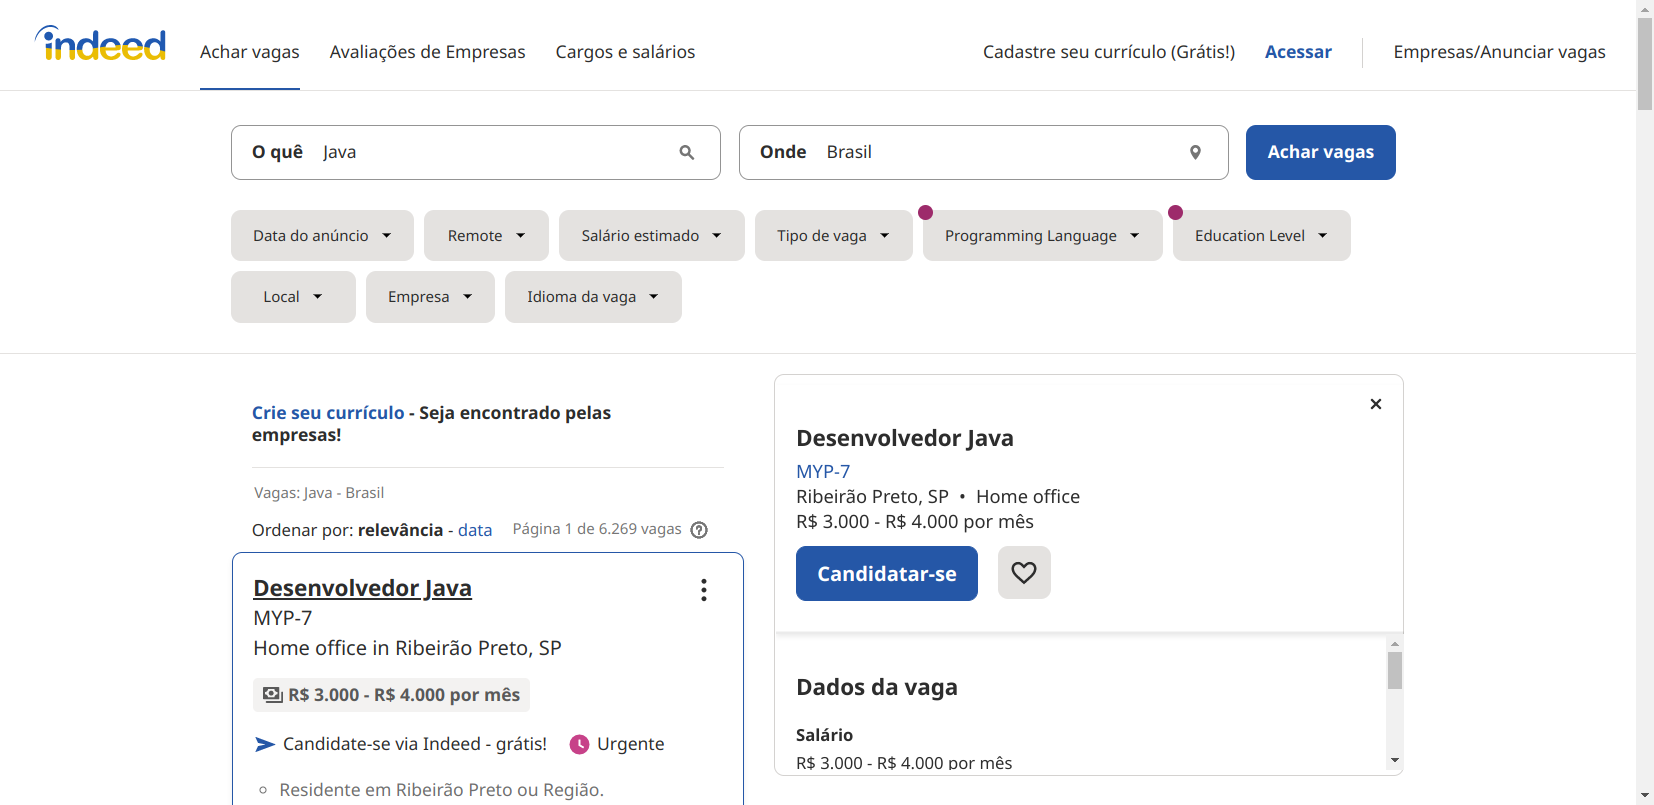 indeed
Achar vagas
Avaliações de Empresas
Cargos e salários
Cadastre seu currículo (Grátis!)
Acessar
Empresas/Anunciar vagas
O quê Java
Onde Brasil
Achar vagas
Data do anúncio
Remote
Salário estimado
Tipo de vaga
Programming Language
Education Level
Local
Empresa
Idioma da vaga
Crie seu currículo - Seja encontrado pelas
empresas!
Vagas: Java - Brasil
Ordenar por: relevância - data
Página 1 de 6.269 vagas
Desenvolvedor Java
MYP-7
Home office in Ribeirão Preto, SP
R$ 3.000 - R$ 4.000 por mês
Candidate-se via Indeed - grátis!
Urgente
Residente em Ribeirão Preto ou Região.
Desenvolvedor Java
MYP-7
Ribeirão Preto, SP • Home office
R$ 3.000 - R$ 4.000 por mês
Candidatar-se
Dados da vaga
Salário
R$ 3.000 - R$ 4.000 por mês